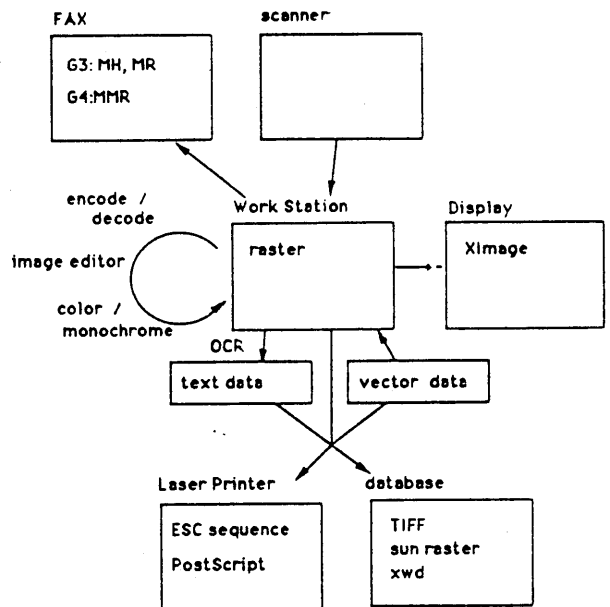 FAX
scanner
G3: MH, MR
G4:MMR
encode /
decode
Work Station
Display
image editor
raster
XImage
color /
monochrome
OCR
text data
vector data
Laser Printer
database
ESC sequence
PostScript
TIFF
sun raster
xwd